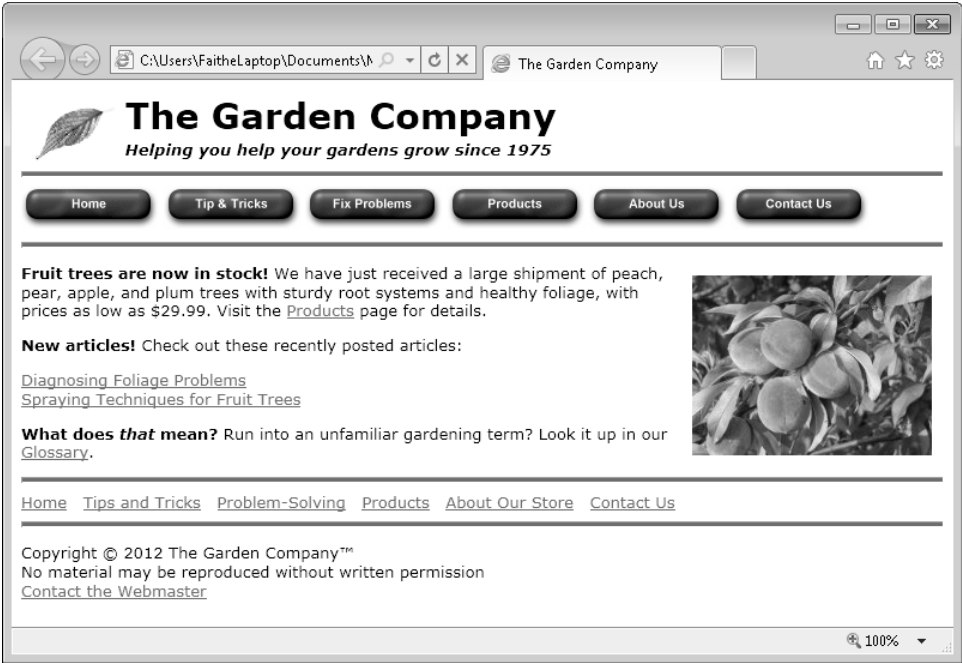 C:\Users\FaitheLaptop\Documents\M
The Garden Company
The Garden Company
Helping you help your gardens grow since 1975
Home Tip & Tricks Fix Problems Products About Us Contact Us
Fruit trees are now in stock! We have just received a large shipment of peach,
pear, apple, and plum trees with sturdy root systems and healthy foliage, with
prices as low as $29.99. Visit the Products page for details.
New articles! Check out these recently posted articles:
Diagnosing Foliage Problems
Spraying Techniques for Fruit Trees
What does that mean? Run into an unfamiliar gardening term? Look it up in our
Glossary.
Home Tips and Tricks Problem-Solving Products About Our Store Contact Us
Copyright © 2012 The Garden Company™
No material may be reproduced without written permission
Contact the Webmaster
100%